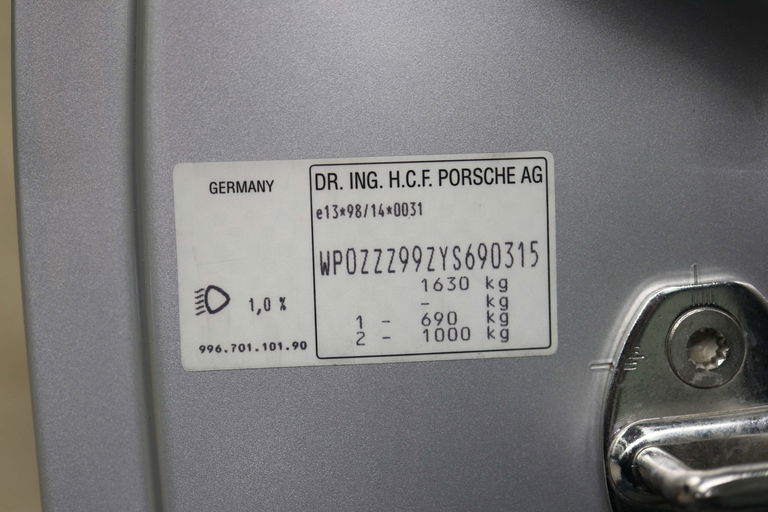 GERMANY
DR. ING. H.C.F. PORSCHE AG
e13*98/14*0031
WP0ZZZ99ZYS690315
1630 kg
- kg
1 - 690 kg
2 - 1000 kg
1,0 %
996.701.101.90